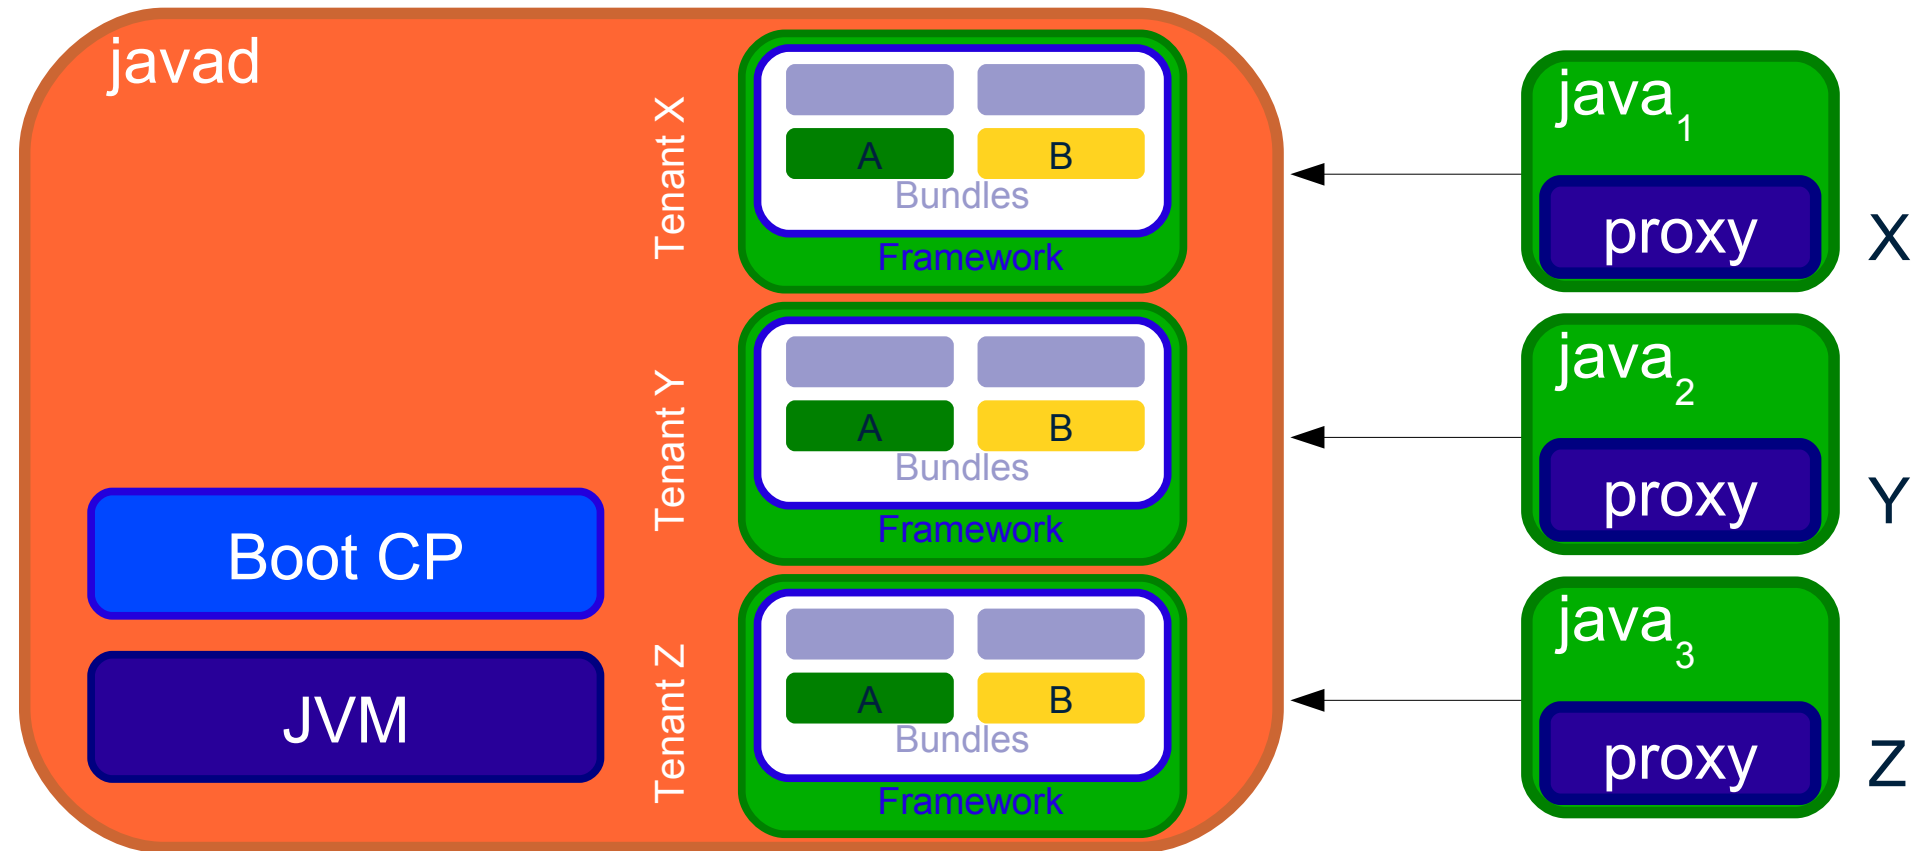 javad
Tenant X
A
B
Bundles
Framework
Tenant Y
A
B
Bundles
Framework
Tenant Z
A
B
Bundles
Framework
Boot CP
JVM
java1
proxy
X
java2
proxy
Y
java3
proxy
Z